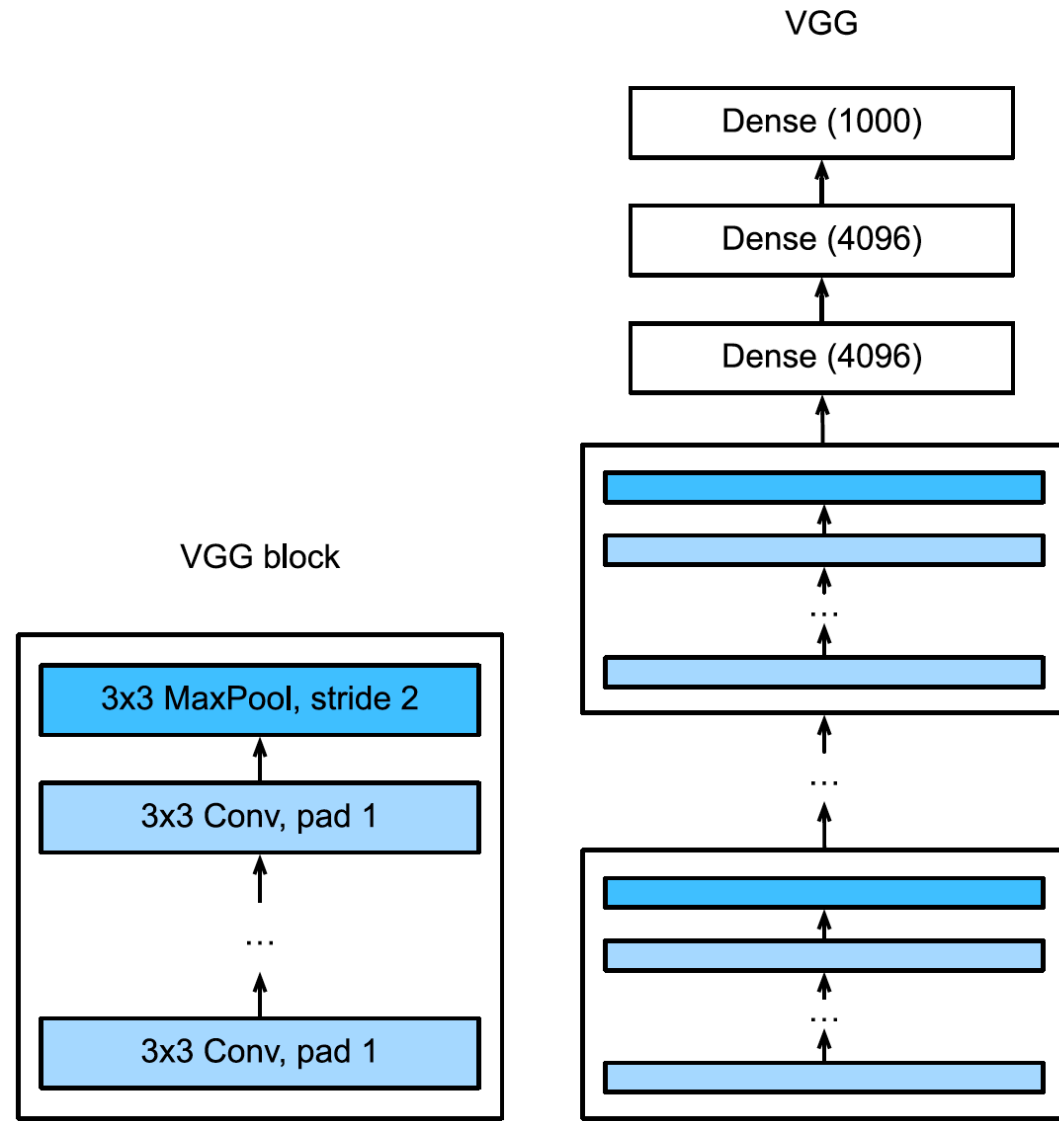 VGG
Dense (1000)
Dense (4096)
Dense (4096)
...
...
...
VGG block
3x3 MaxPool, stride 2
3x3 Conv, pad 1
...
3x3 Conv, pad 1